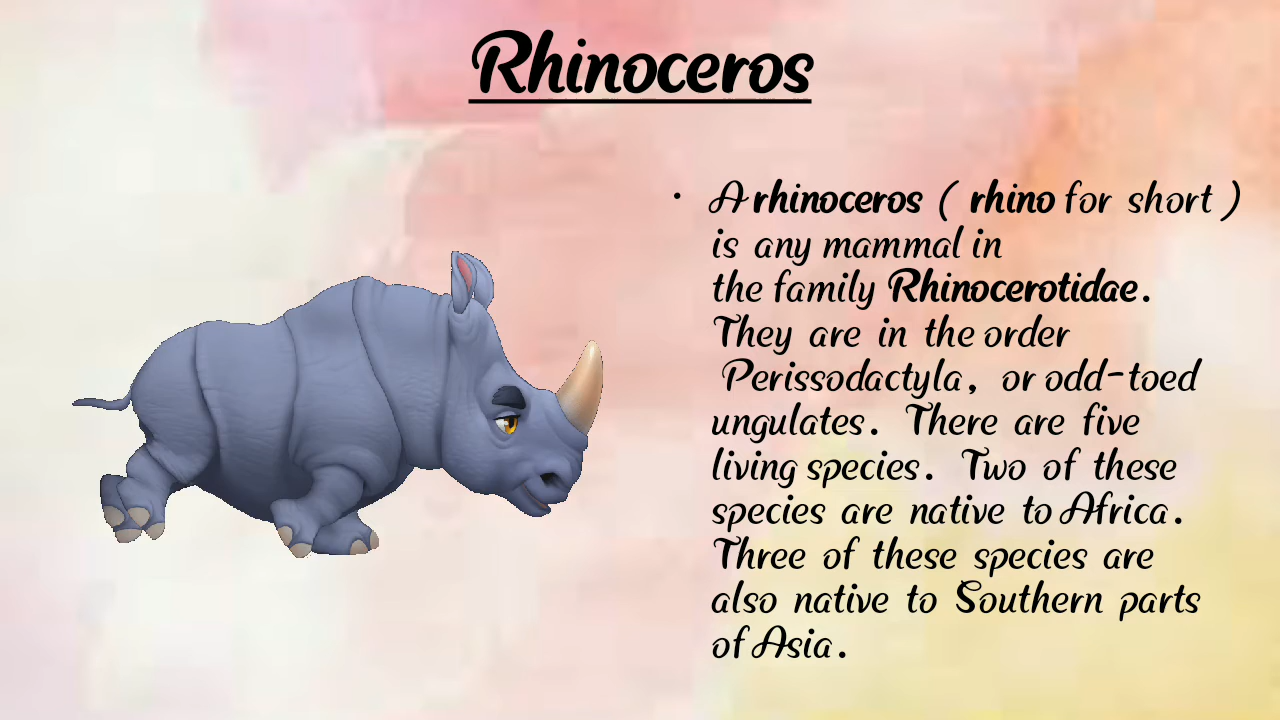 Rhinoceros
• A rhinoceros ( rhino for short )
is any mammal in
the family Rhinocerotidae.
They are in the order
Perissodactyla, or odd-toed
ungulates. There are five
living species. Two of these
species are native to Africa.
Three of these species are
also native to Southern parts
of Asia.